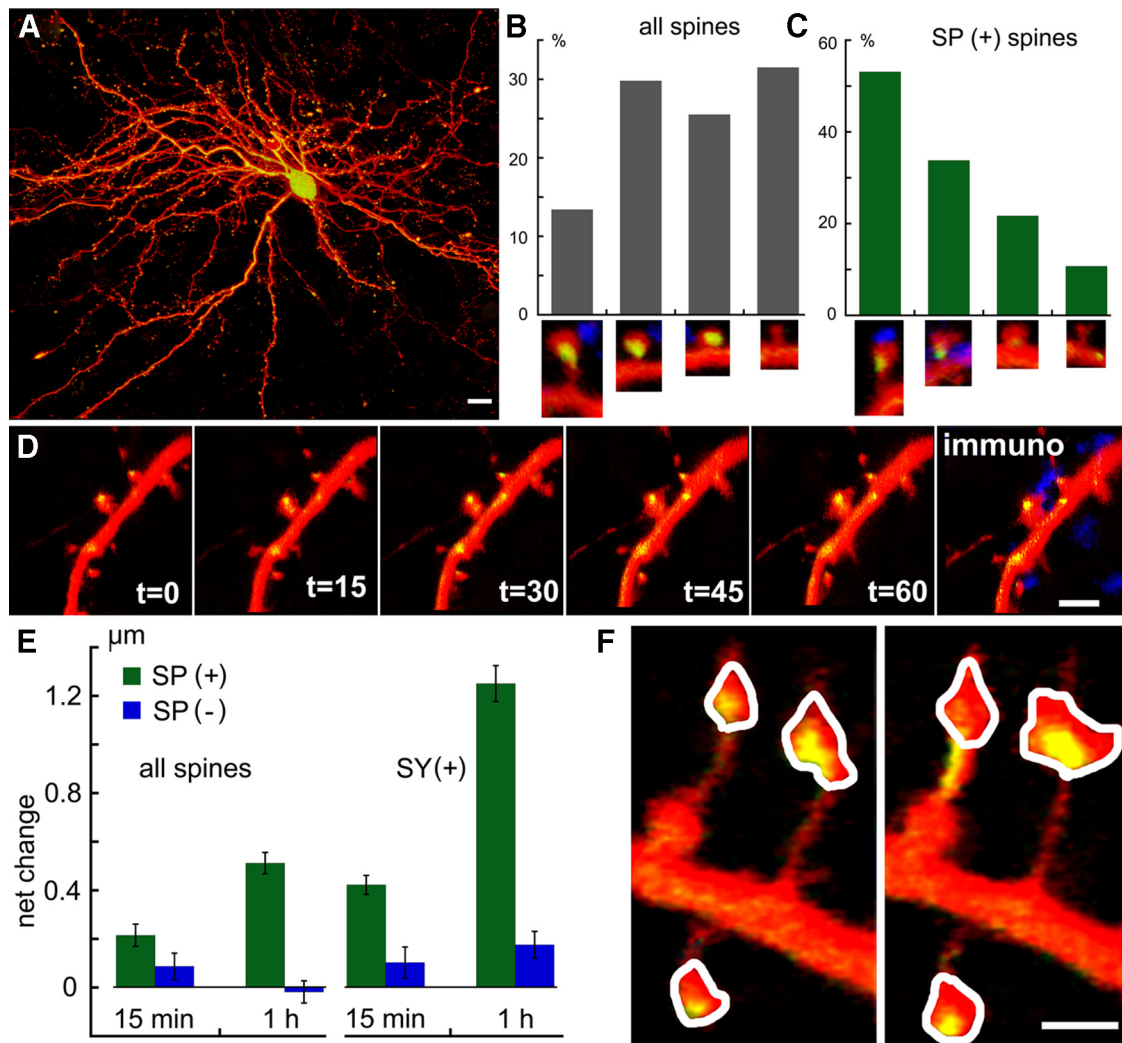 A
B
%
all spines
30
20
10
0
C
60
%
SP (+) spines
40
20
0
D
t=0
t=15
t=30
t=45
t=60
immuno
E
µm
1.2
0.8
0.4
0
net change
SP (+)
SP (-)
all spines
SY(+)
15 min
1 h
15 min
1 h
F